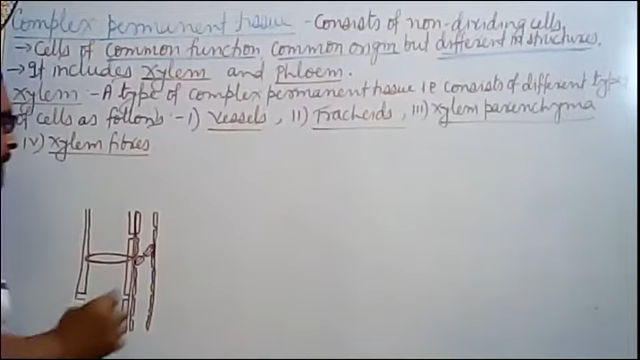 Complex permanent tissue - Consists of non-dividing cells,
→ Cells of common function common origin but different in structures.
→ It includes Xylem and Phloem.
Xylem - A type of complex permanent tissue i.e consists of different type
of cells as follows - i) Vessels, ii) Tracheids, iii) Xylem parenchyma
iv) Xylem fibres